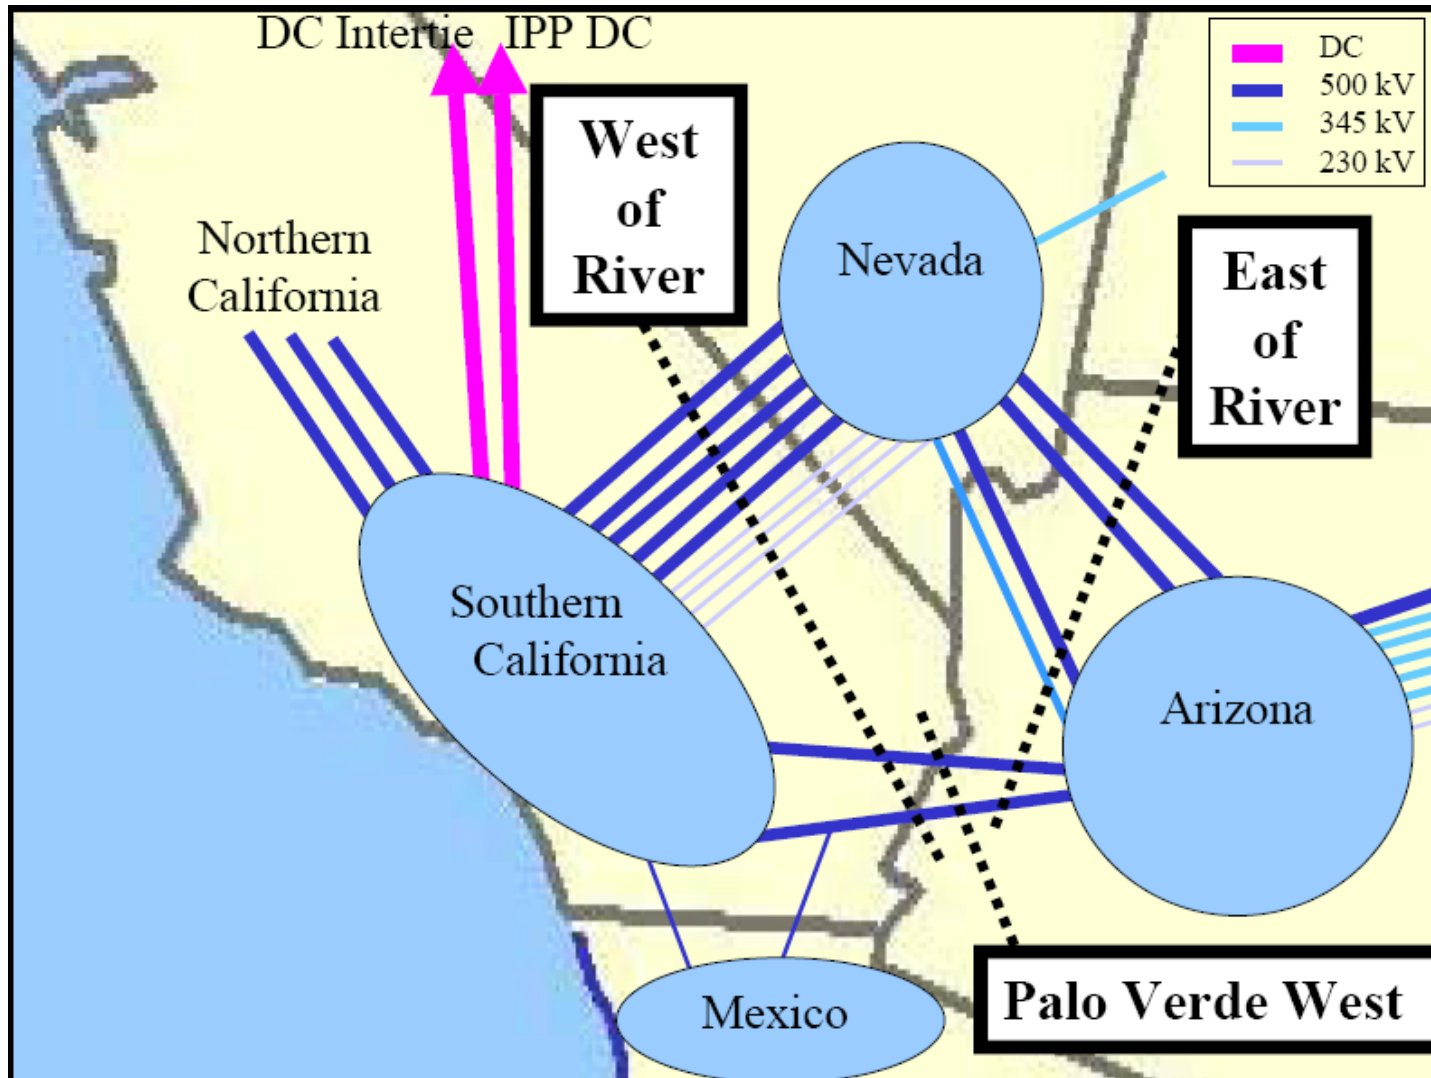 DC Intertie IPP DC
DC
500 kV
345 kV
230 kV
West
of
River
Northern
California
Nevada
East
of
River
Southern
California
Arizona
Mexico
Palo Verde West